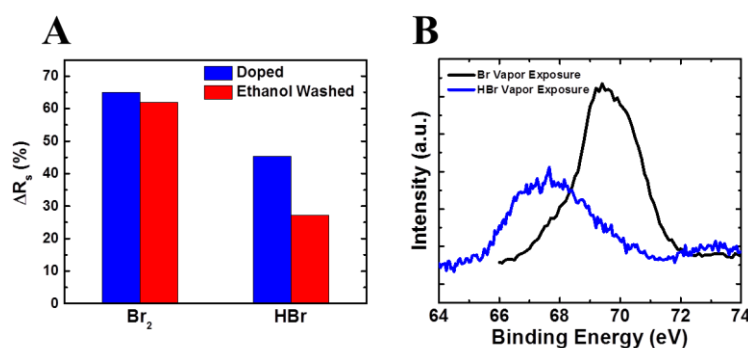 A
Doped
Ethanol Washed
70
60
50
40
30
20
10
0
ΔRs (%)
Br2
HBr
B
Br Vapor Exposure
HBr Vapor Exposure
Intensity (a.u.)
64 66 68 70 72 74
Binding Energy (eV)